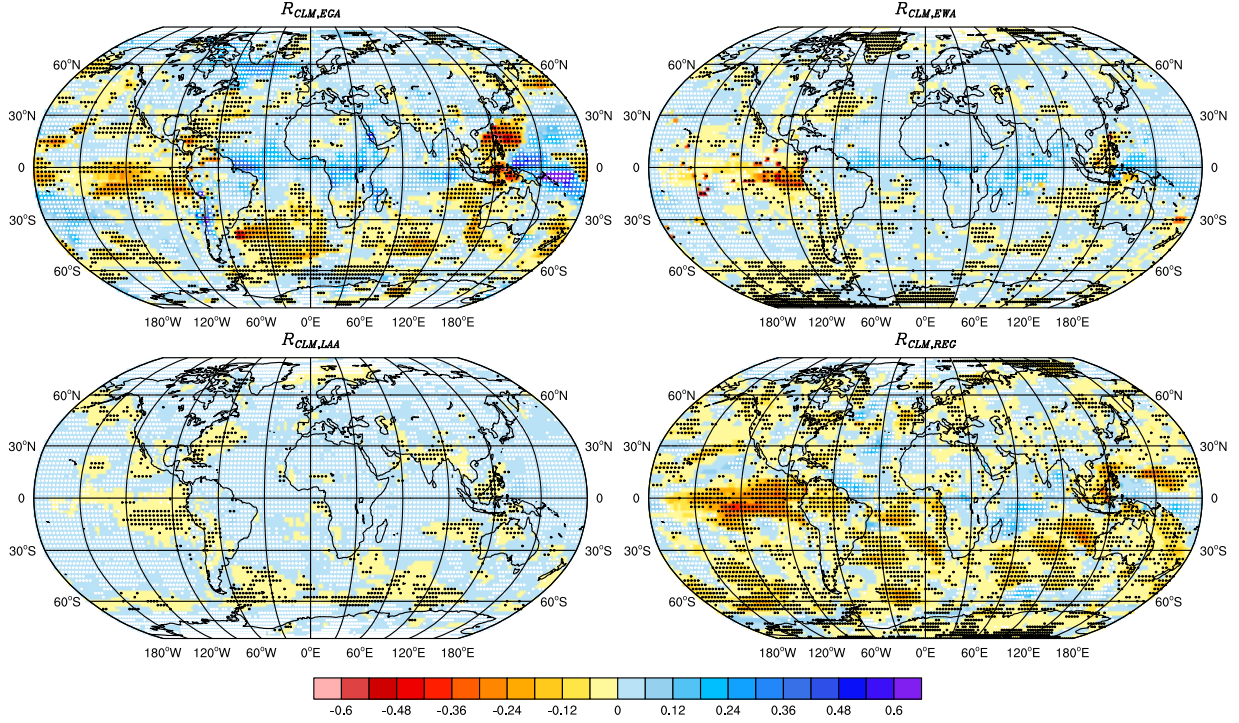 R_CLM,EGA R_CLM,EWA
60°N 60°N 60°N 60°N
30°N 30°N 30°N 30°N
0 0 0 0
30°S 30°S 30°S 30°S
60°S 60°S 60°S 60°S
180°W 120°W 60°W 0°E 60°E 120°E 180°E 180°W 120°W 60°W 0°E 60°E 120°E 180°E
R_CLM,LAA R_CLM,REG
60°N 60°N 60°N 60°N
30°N 30°N 30°N 30°N
0 0 0 0
30°S 30°S 30°S 30°S
60°S 60°S 60°S 60°S
180°W 120°W 60°W 0°E 60°E 120°E 180°E 180°W 120°W 60°W 0°E 60°E 120°E 180°E
-0.6 -0.48 -0.36 -0.24 -0.12 0 0.12 0.24 0.36 0.48 0.6